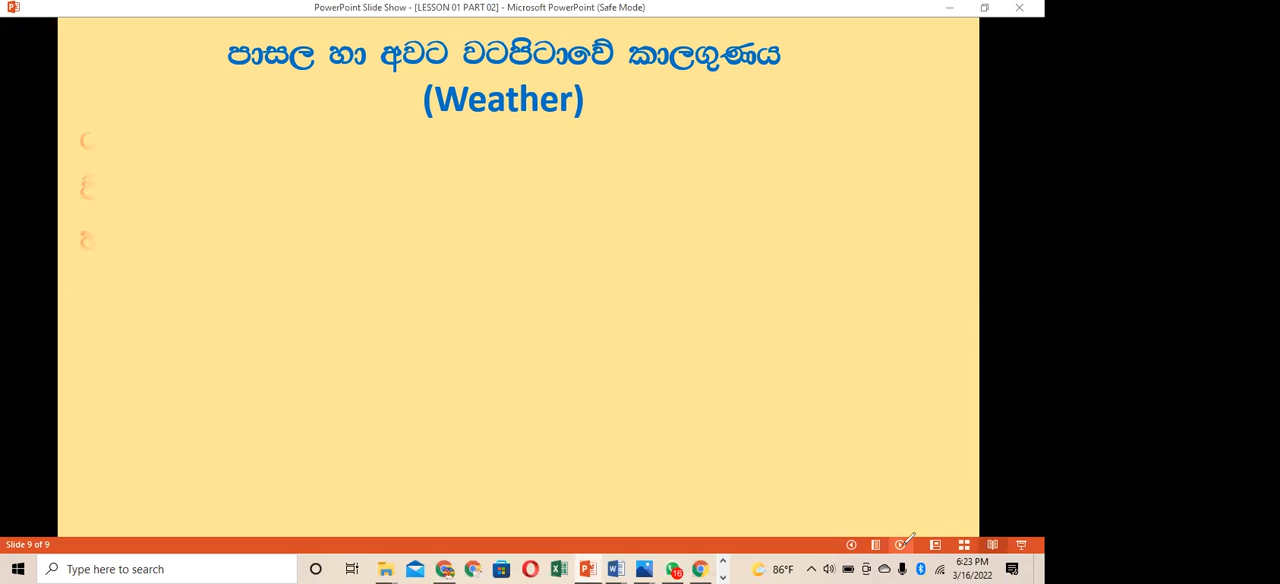 PowerPoint Slide Show - [LESSON 01 PART 02] - Microsoft PowerPoint (Safe Mode)
පාසල හා අවට වටපිටාවේ කාලගුණය
(Weather)
Slide 9 of 9
Type here to search
16
86°F
6:23 PM
3/16/2022